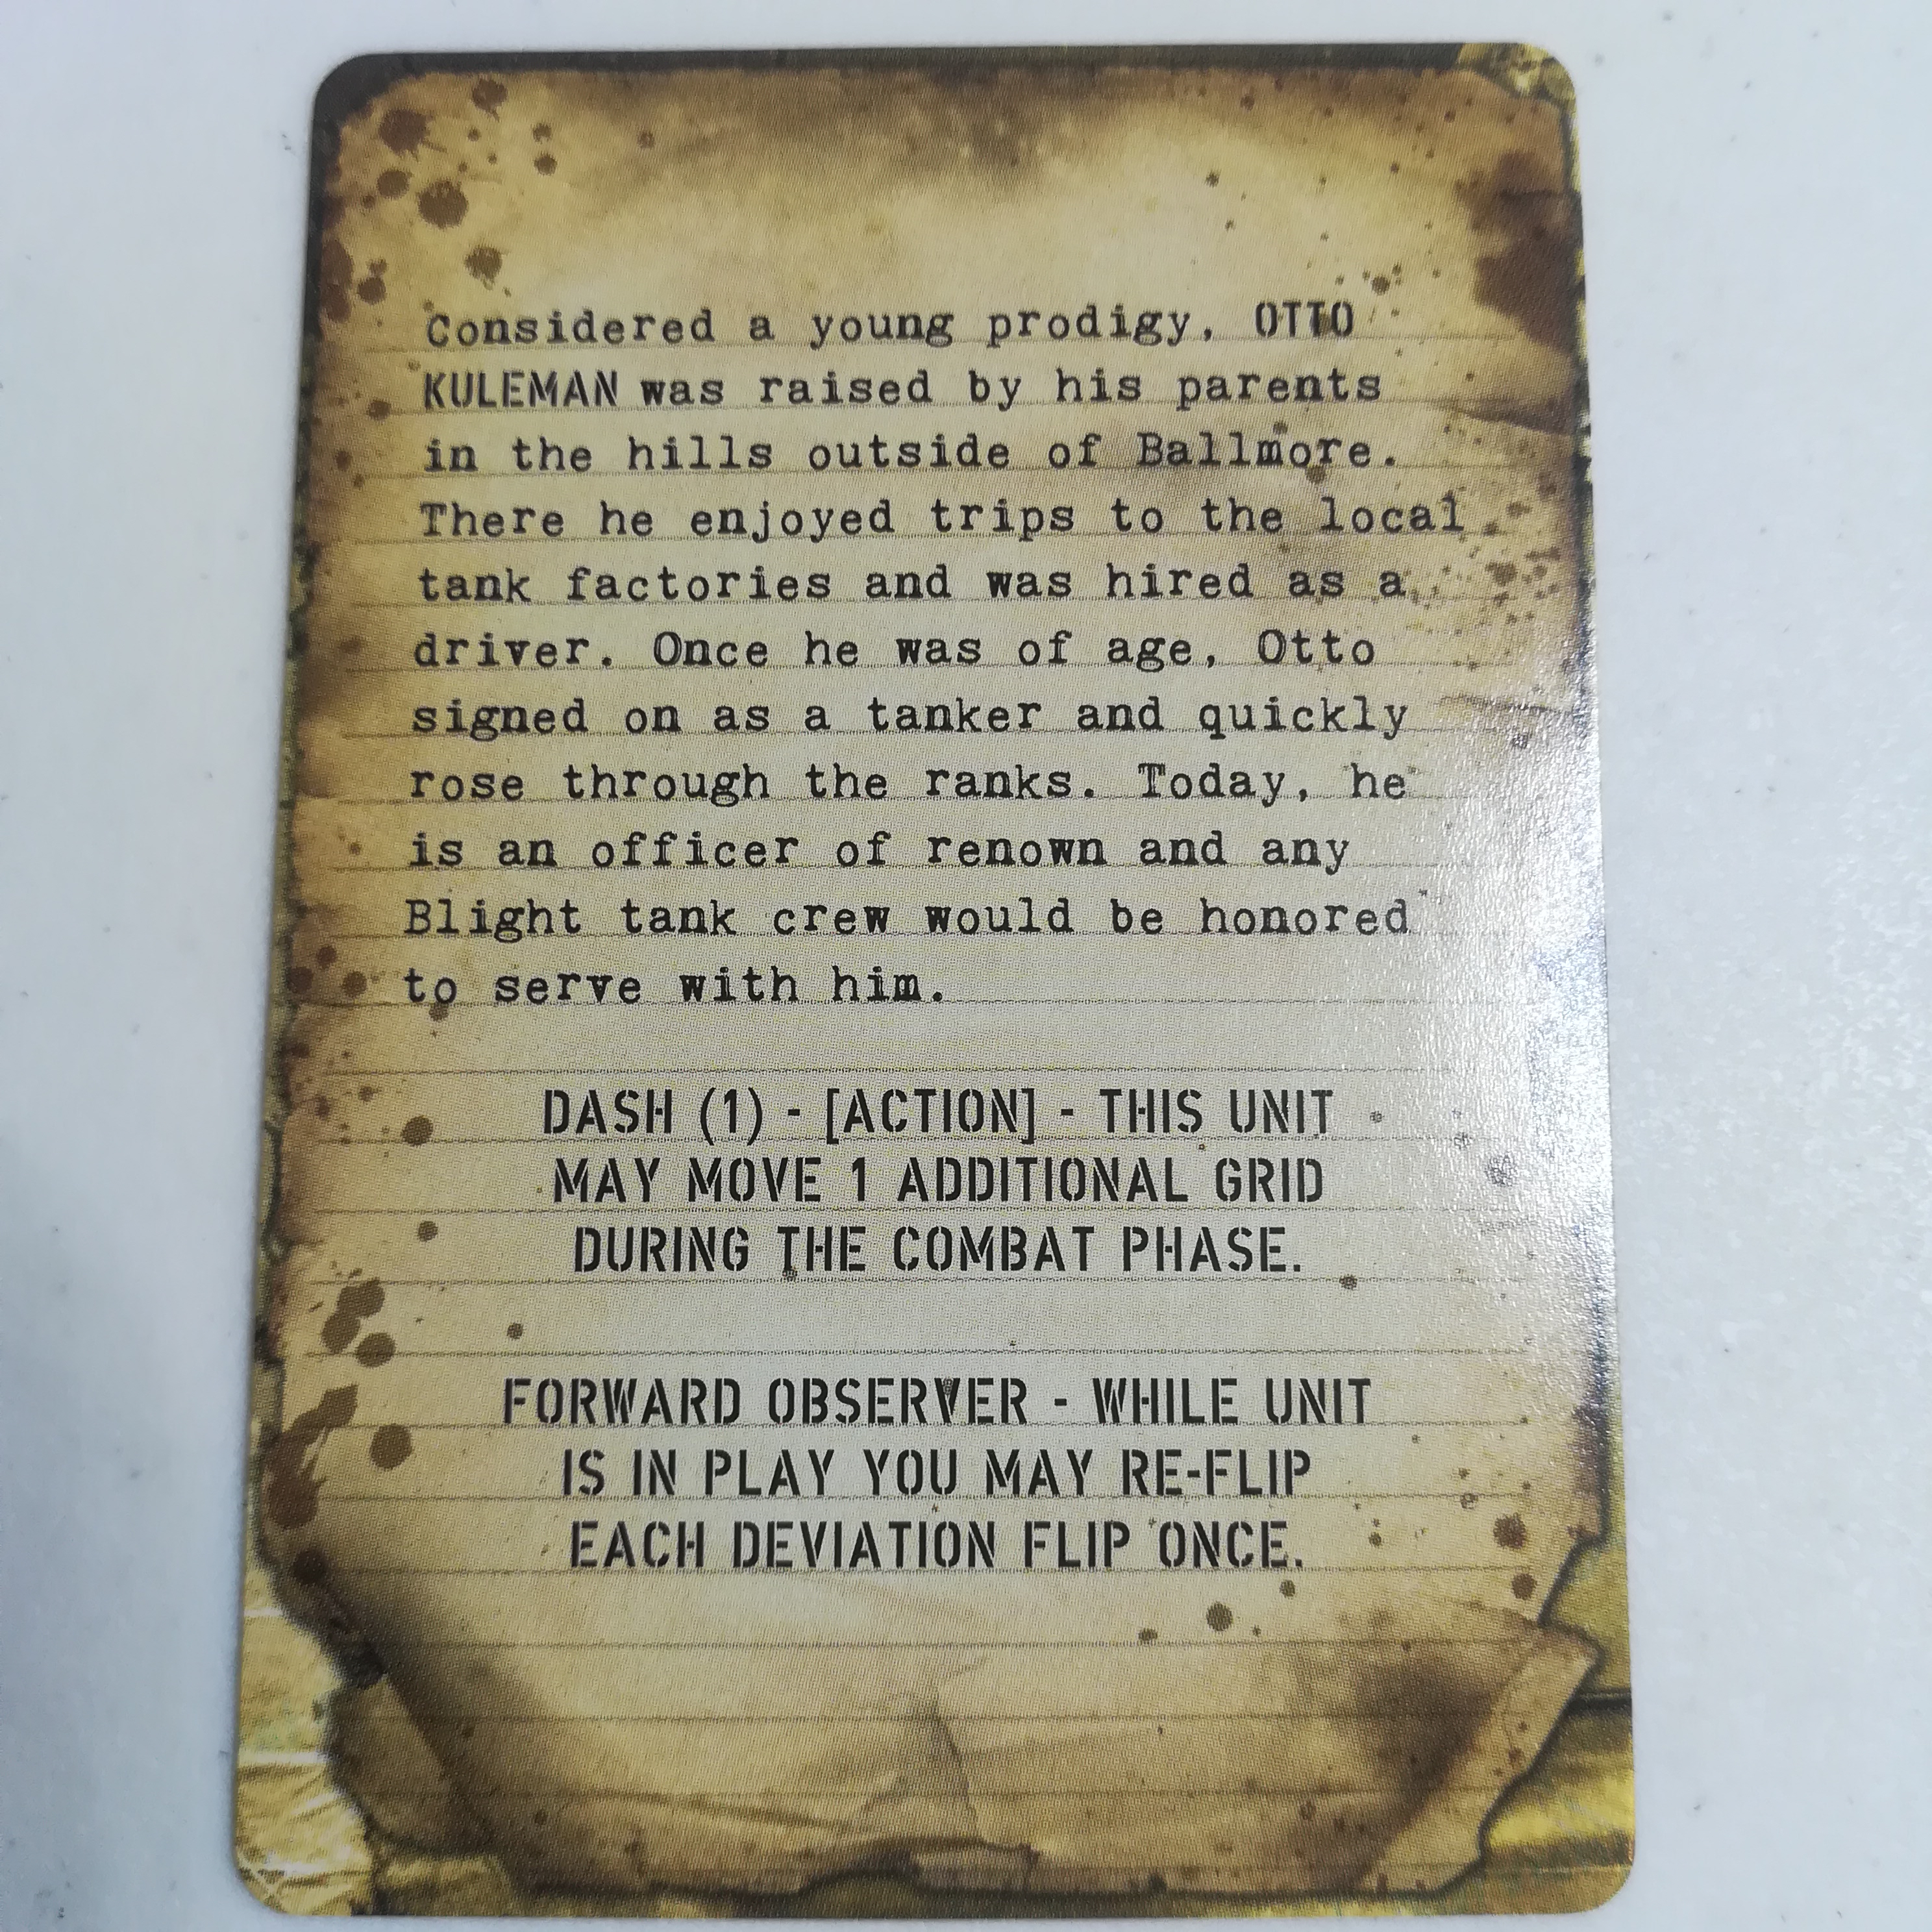 Considered a young prodigy, OTTO
KULEMAN was raised by his parents
in the hills outside of Ballmore.
There he enjoyed trips to the local
tank factories and was hired as a
driver. Once he was of age, Otto
signed on as a tanker and quickly
rose through the ranks. Today, he
is an officer of renown and any
Blight tank crew would be honored
to serve with him.
DASH (1) - [ACTION] - THIS UNIT
MAY MOVE 1 ADDITIONAL GRID
DURING THE COMBAT PHASE.
FORWARD OBSERVER - WHILE UNIT
IS IN PLAY YOU MAY RE-FLIP
EACH DEVIATION FLIP ONCE.